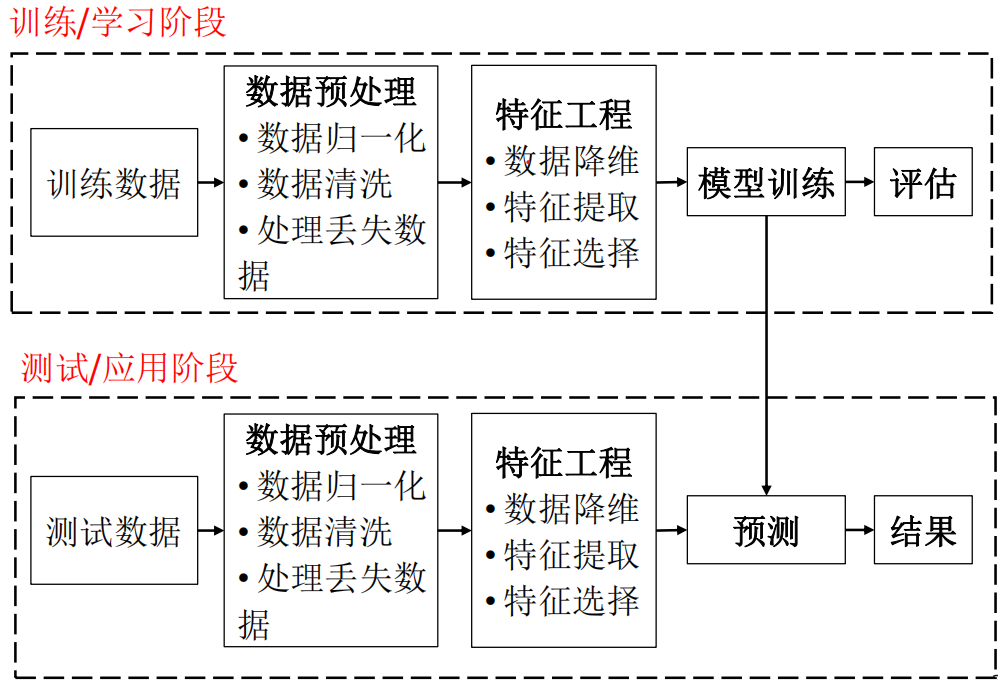 训练/学习阶段
训练数据
数据预处理
• 数据归一化
• 数据清洗
• 处理丢失数
据
特征工程
• 数据降维
• 特征提取
• 特征选择
模型训练
评估
测试/应用阶段
测试数据
数据预处理
• 数据归一化
• 数据清洗
• 处理丢失数
据
特征工程
• 数据降维
• 特征提取
• 特征选择
预测
结果